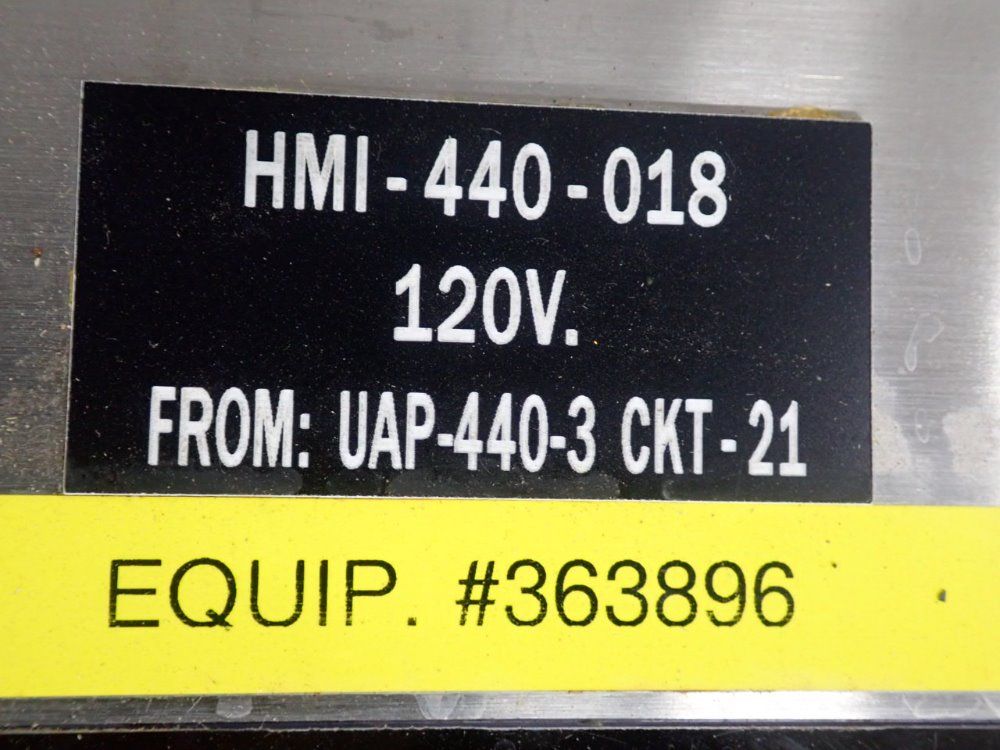 HMI - 440 - 018
120V.
FROM: UAP-440-3 CKT - 21
EQUIP. #363896